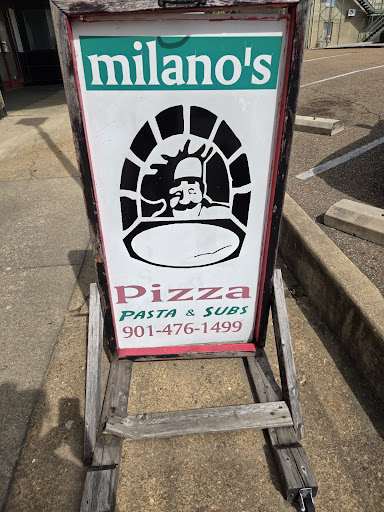 milano's
Pizza
PASTA & SUBS
901-476-1499